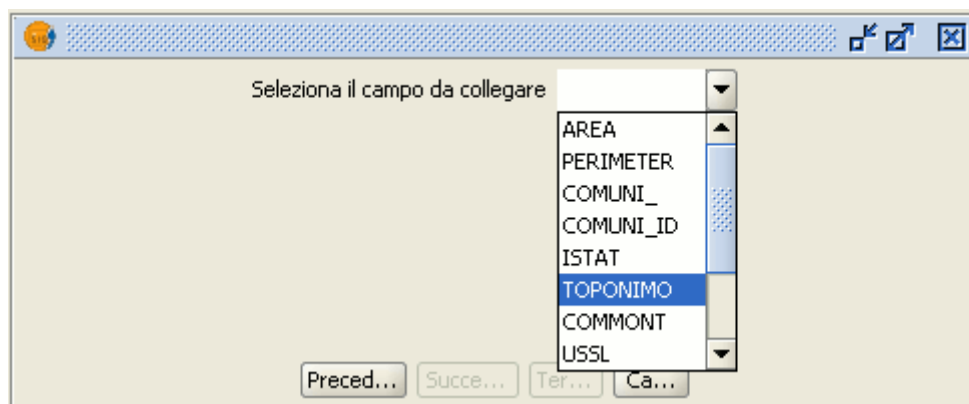 Seleziona il campo da collegare
AREA
PERIMETER
COMUNI_
COMUNI_ID
ISTAT
TOPONIMO
COMMONT
USSL
Preced... Succe... Ter... Ca...